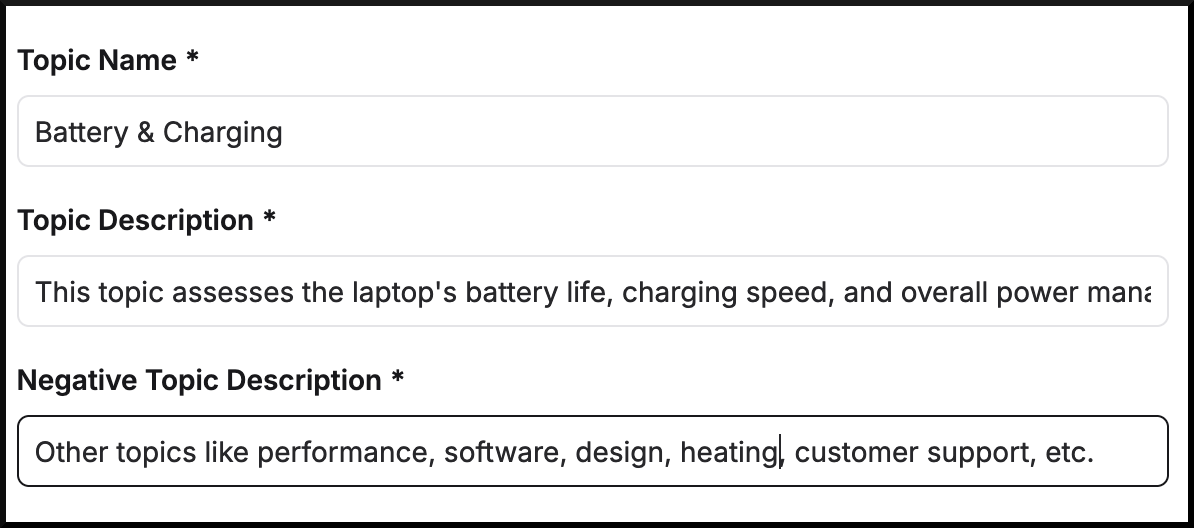 Topic Name *
Battery & Charging
Topic Description *
This topic assesses the laptop's battery life, charging speed, and overall power
Negative Topic Description *
Other topics like performance, software, design, heating, customer support, etc.